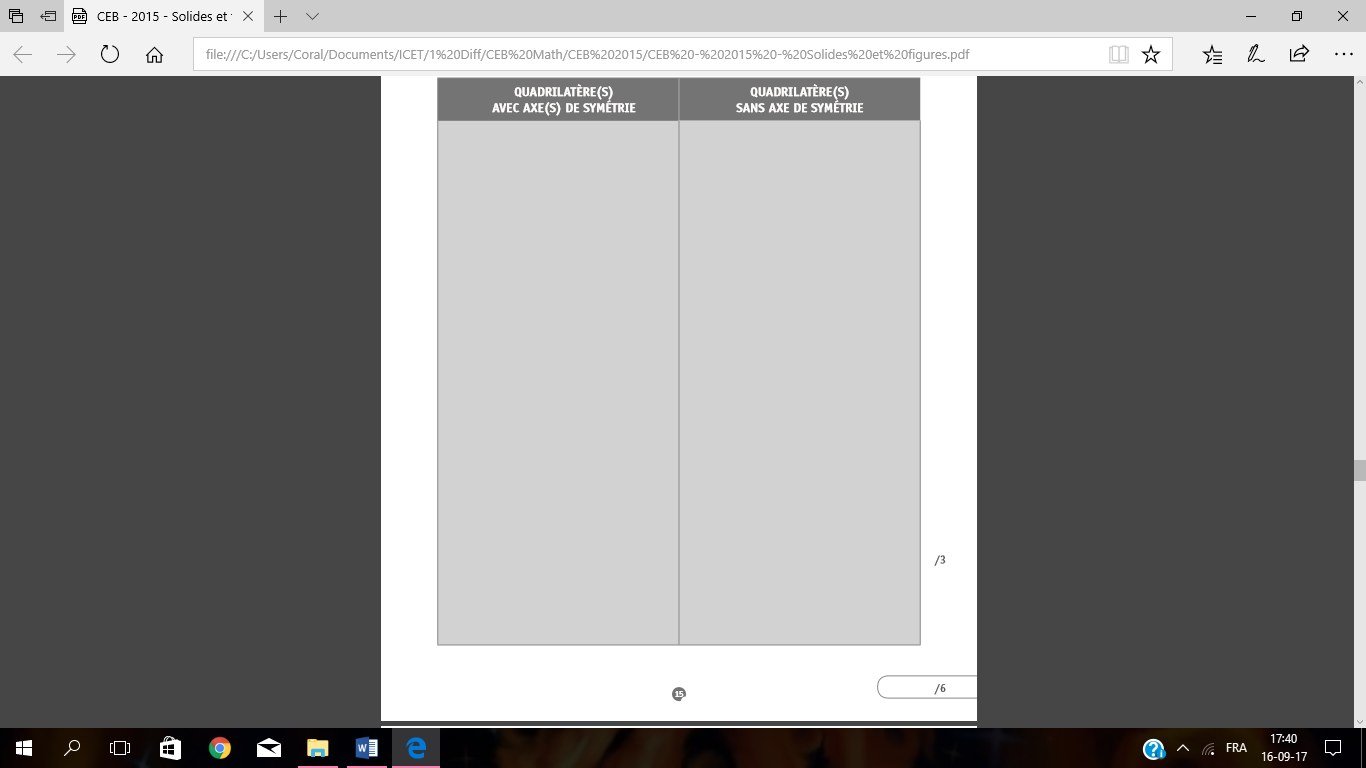 CEB - 2015 - Solides et
file:///C:/Users/Coral/Documents/ICET/1%20Diff/CEB%20Math/CEB%202015/CEB%20-%202015%20-%20Solides%20et%20figures.pdf
QUADRILATÈRE(S)
AVEC AXE(S) DE SYMÉTRIE
QUADRILATÈRE(S)
SANS AXE DE SYMÉTRIE
/3
15
/6
FRA
17:40
16-09-17